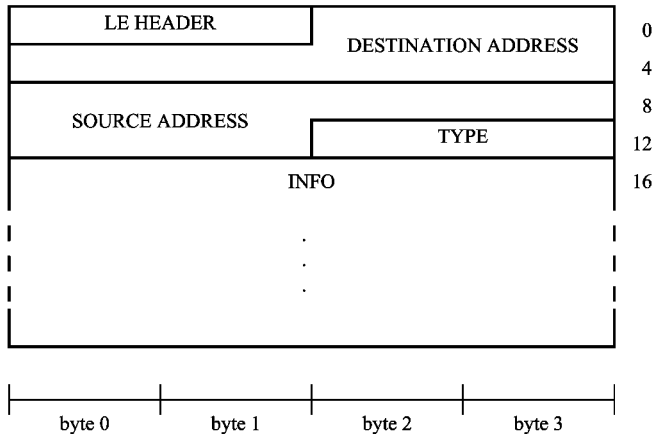 LE HEADER
DESTINATION ADDRESS
0
4
SOURCE ADDRESS
8
TYPE
12
INFO
16
byte 0 byte 1 byte 2 byte 3